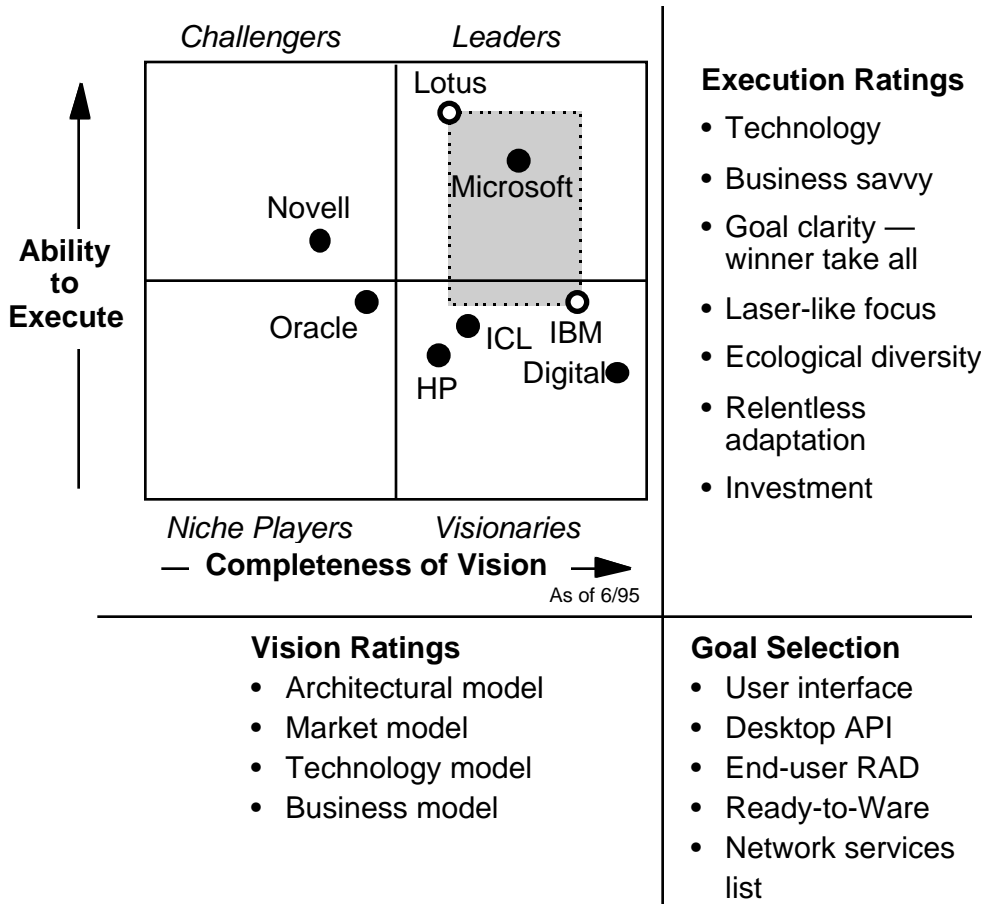 Challengers
Leaders
Lotus
Microsoft
Novell
Ability
to
Execute
Oracle
ICL
IBM
HP
Digital
Niche Players
Visionaries
— Completeness of Vision
As of 6/95
Execution Ratings
• Technology
• Business savvy
• Goal clarity —
winner take all
• Laser-like focus
• Ecological diversity
• Relentless
adaptation
• Investment
Vision Ratings
• Architectural model
• Market model
• Technology model
• Business model
Goal Selection
• User interface
• Desktop API
• End-user RAD
• Ready-to-Ware
• Network services
list